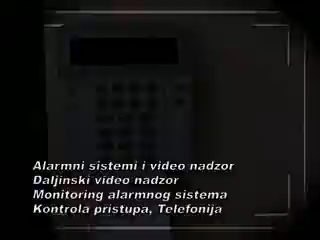 Alarmni sistemi i video nadzor
Daljinski video nadzor
Monitoring alarmnog sistema
Kontrola pristupa, Telefonija